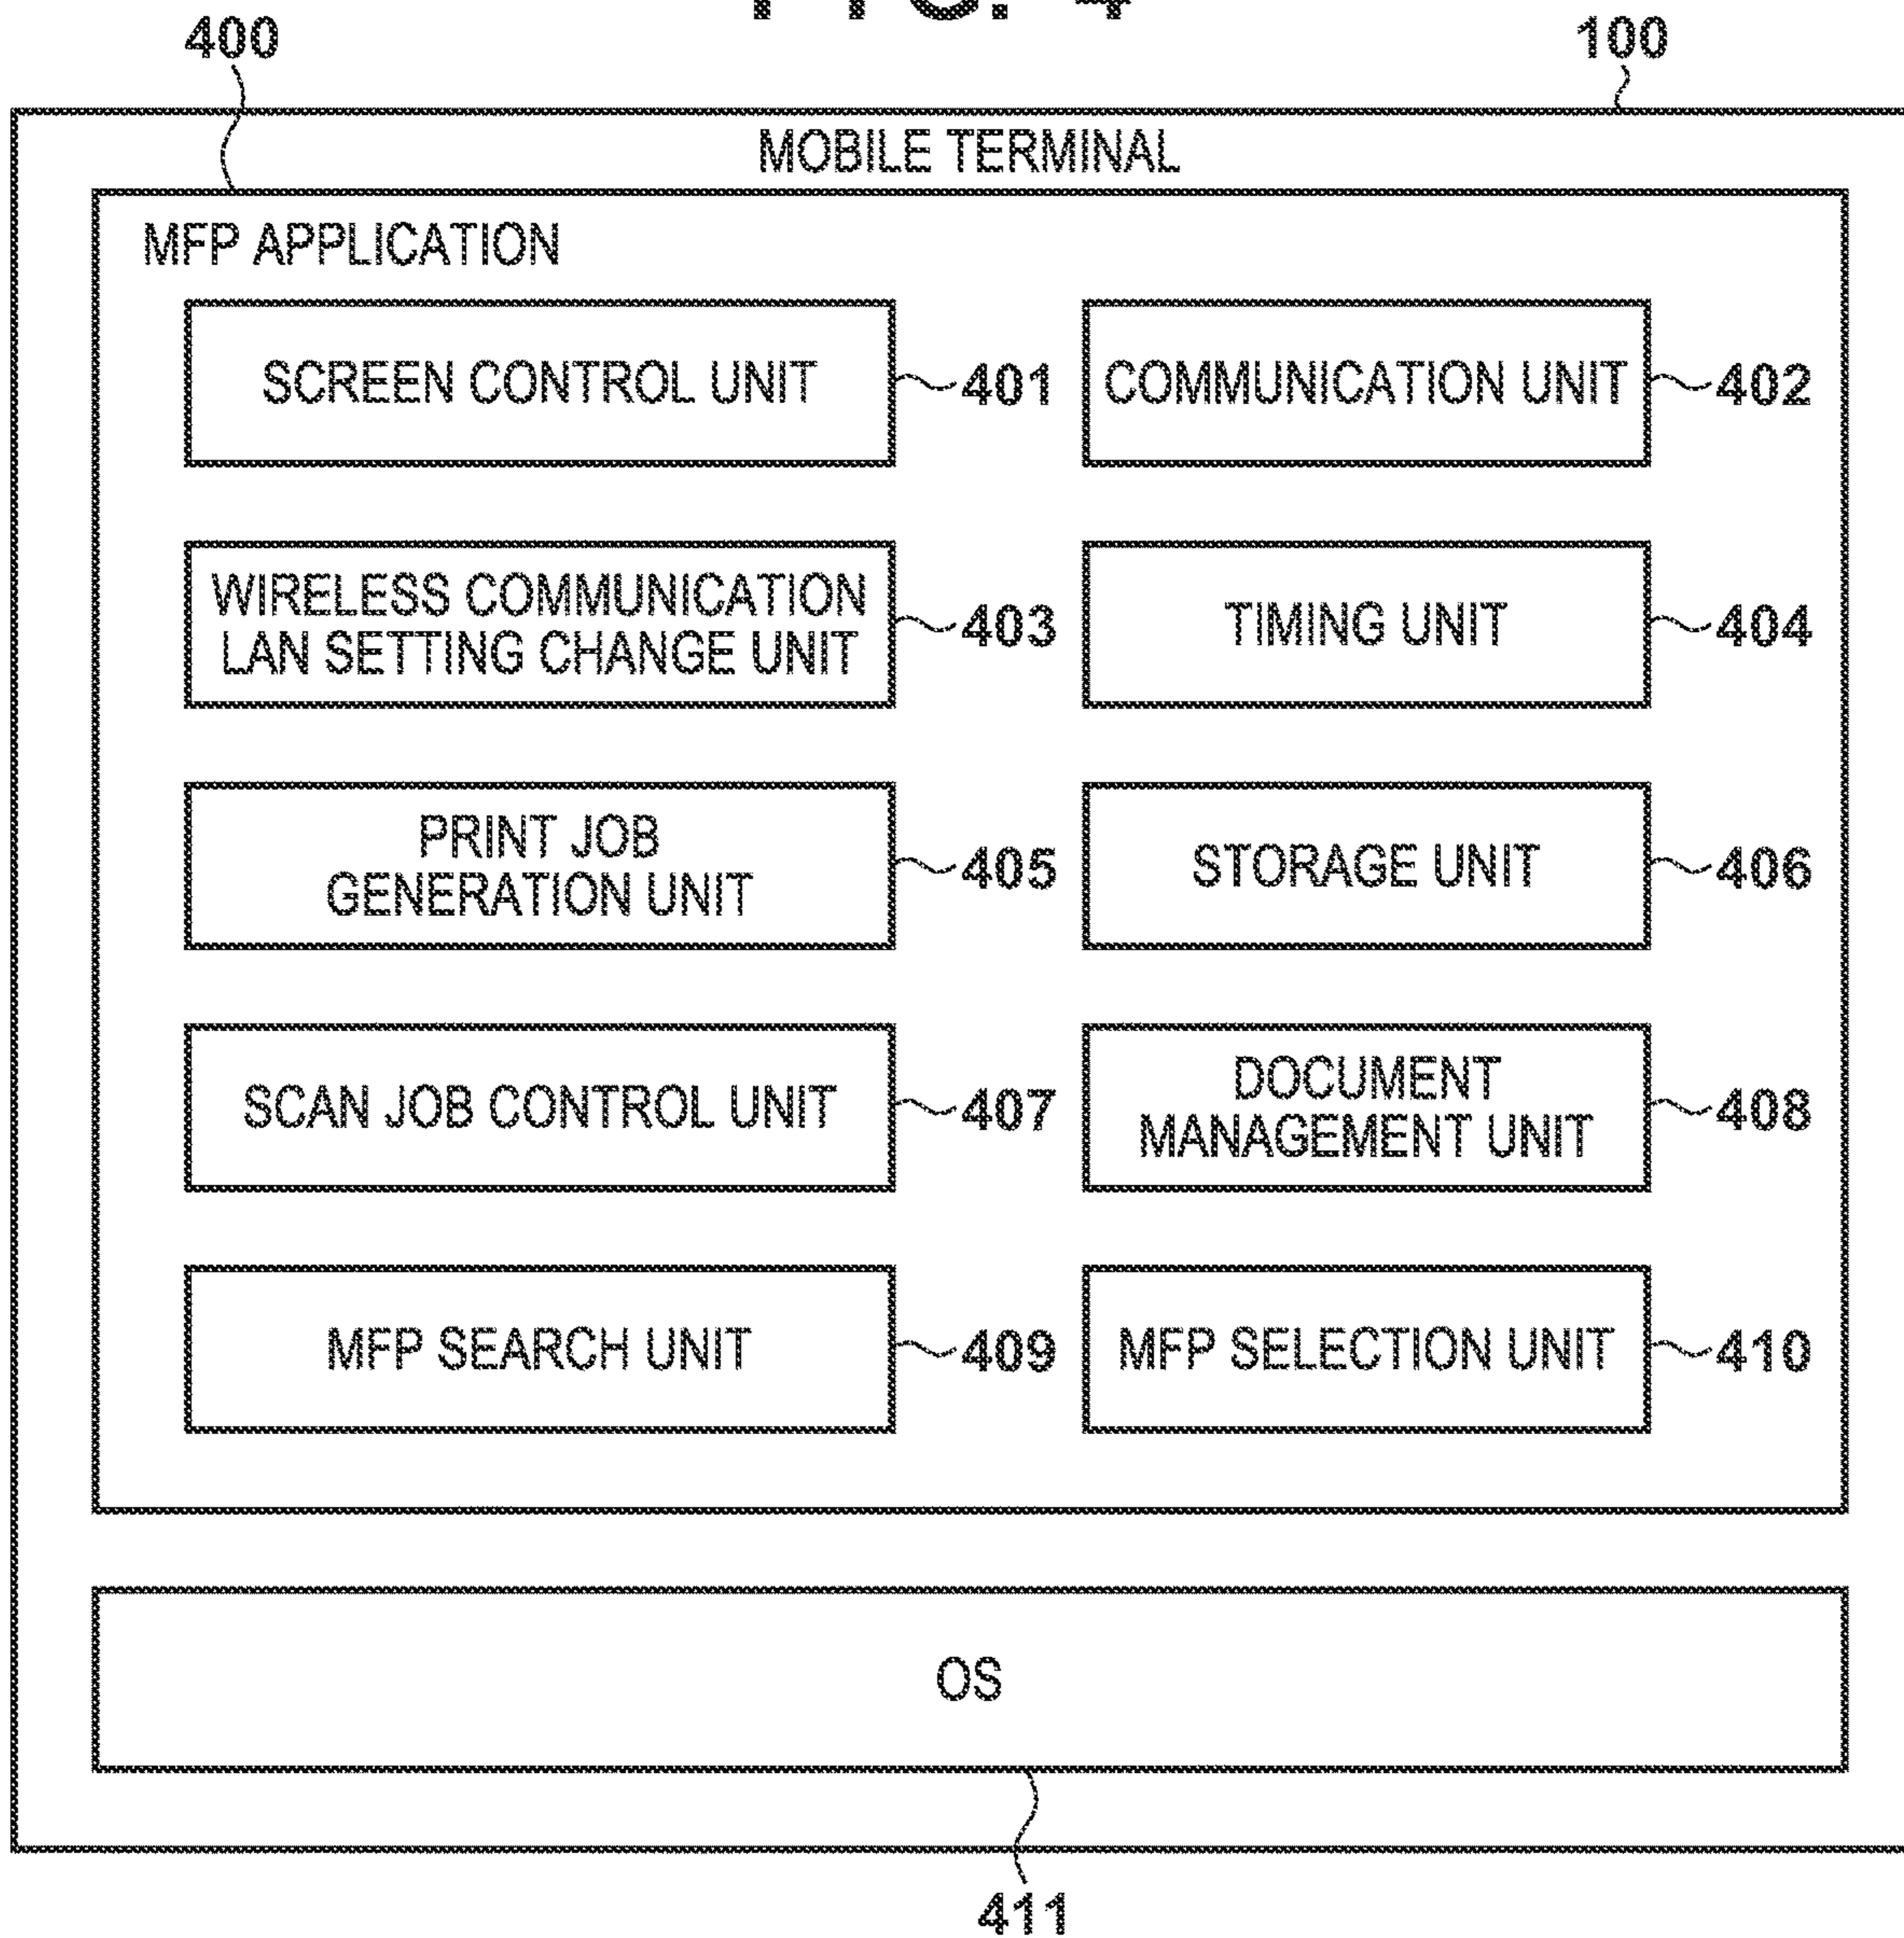 FIG. 4
400
100
MOBILE TERMINAL
MFP APPLICATION
SCREEN CONTROL UNIT
401
COMMUNICATION UNIT
402
WIRELESS COMMUNICATION
LAN SETTING CHANGE UNIT
403
TIMING UNIT
404
PRINT JOB
GENERATION UNIT
405
STORAGE UNIT
406
SCAN JOB CONTROL UNIT
407
DOCUMENT
MANAGEMENT UNIT
408
MFP SEARCH UNIT
409
MFP SELECTION UNIT
410
OS
411